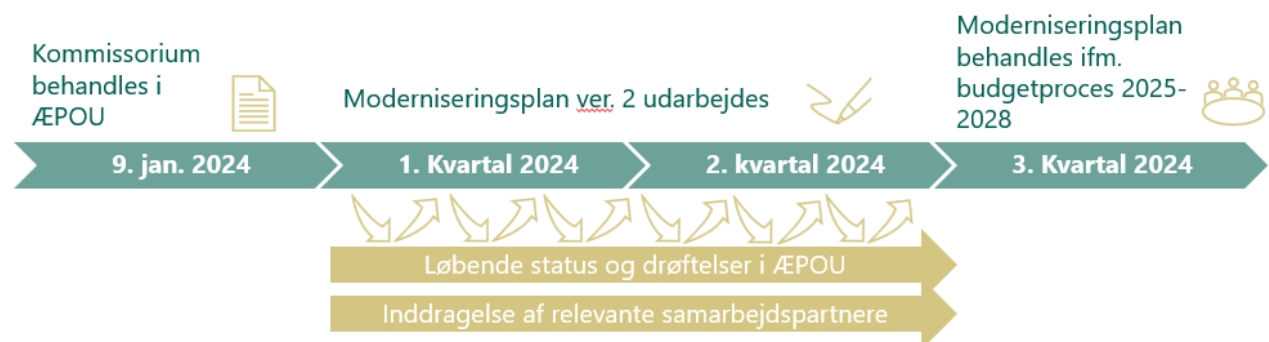 Kommissorium
behandles i
ÆPOU
Moderniseringsplan ver. 2 udarbejdes
Moderniseringsplan
behandles ifm.
budgetproces 2025-
2028
9. jan. 2024
1. Kvartal 2024
2. kvartal 2024
3. Kvartal 2024
Løbende status og drøftelser i ÆPOU
Inddragelse af relevante samarbejdspartnere